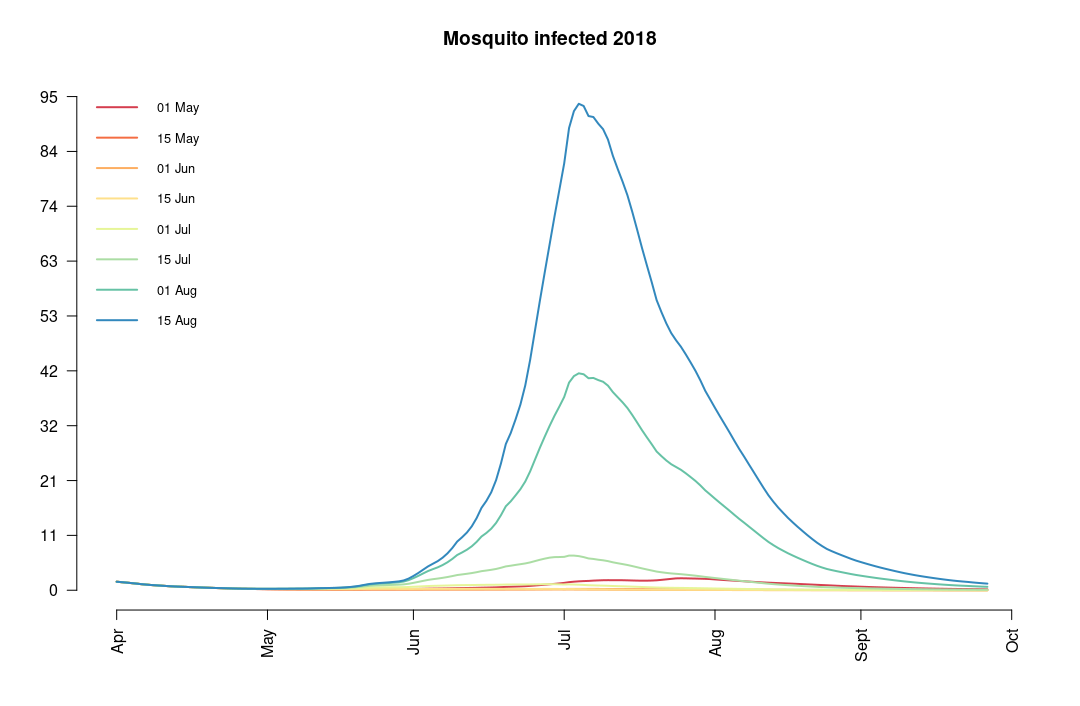 Mosquito infected 2018
95
84
74
63
53
42
32
21
11
0
01 May
15 May
01 Jun
15 Jun
01 Jul
15 Jul
01 Aug
15 Aug
Apr
May
Jun
Jul
Aug
Sept
Oct